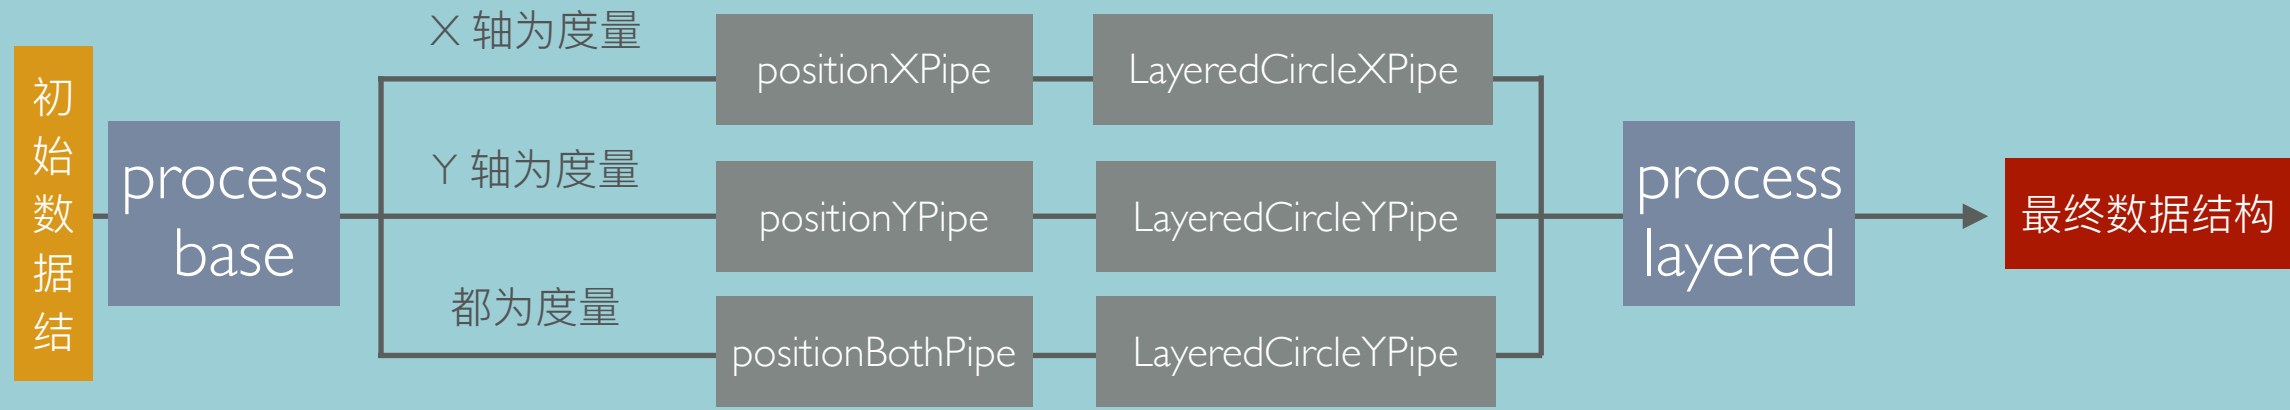 初
始
数
据
结
process
base
X 轴为度量
positionXPipe
LayeredCircleXPipe
Y 轴为度量
positionYPipe
LayeredCircleYPipe
都为度量
positionBothPipe
LayeredCircleYPipe
process
layered
最终数据结构